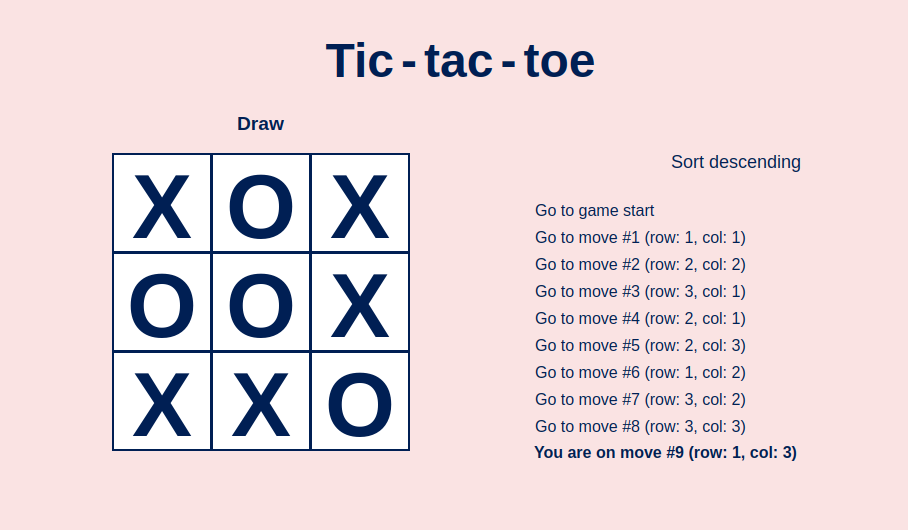 Tic - tac - toe
Draw
X O X
O O X
X X O
Sort descending
Go to game start
Go to move #1 (row: 1, col: 1)
Go to move #2 (row: 2, col: 2)
Go to move #3 (row: 3, col: 1)
Go to move #4 (row: 2, col: 1)
Go to move #5 (row: 2, col: 3)
Go to move #6 (row: 1, col: 2)
Go to move #7 (row: 3, col: 2)
Go to move #8 (row: 3, col: 3)
You are on move #9 (row: 1, col: 3)